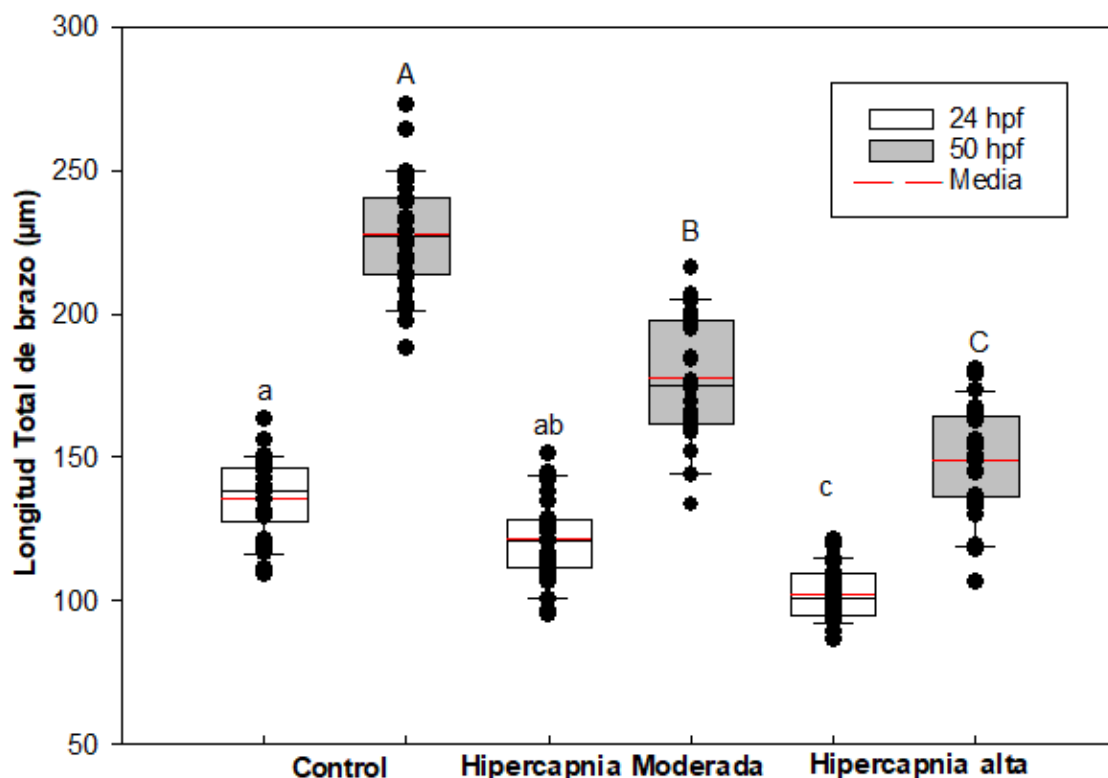 300
250
200
150
100
50
Longitud Total de brazo (µm)
a
A
ab
B
c
C
24 hpf
50 hpf
Media
Control
Hipercapnia Moderada
Hipercapnia alta